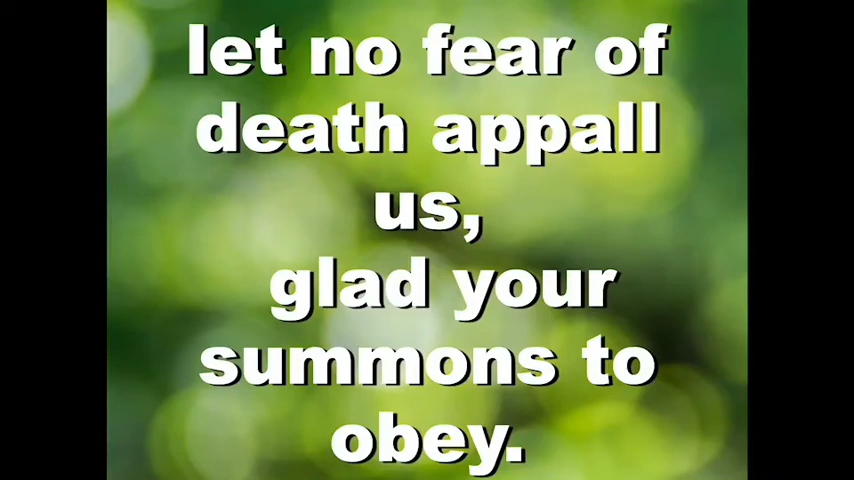 let no fear of
death appall
us,
glad your
summons to
obey.